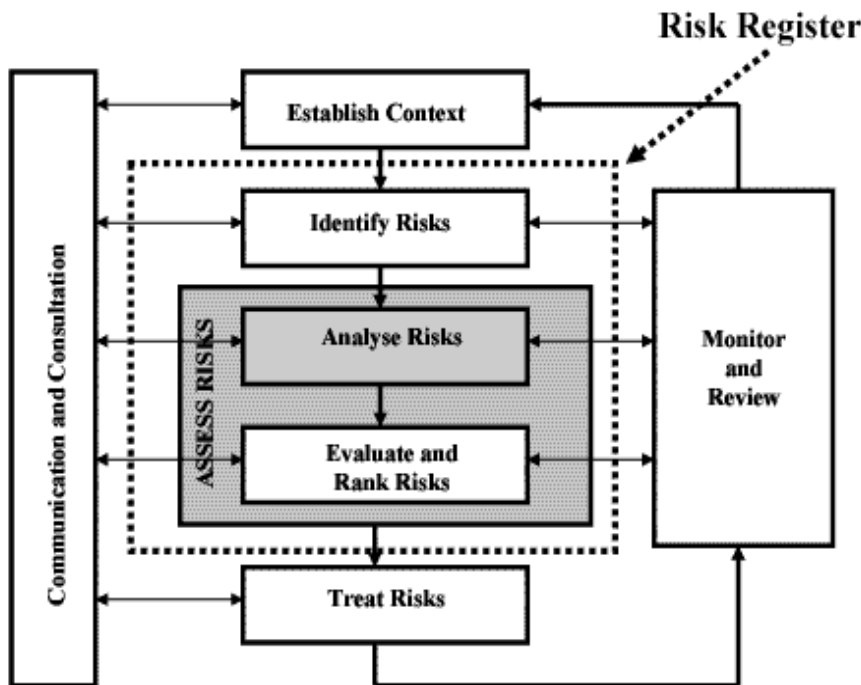 Risk Register
Establish Context
Identify Risks
ASSESS RISKS
Analyse Risks
Evaluate and
Rank Risks
Treat Risks
Communication and Consultation
Monitor
and
Review